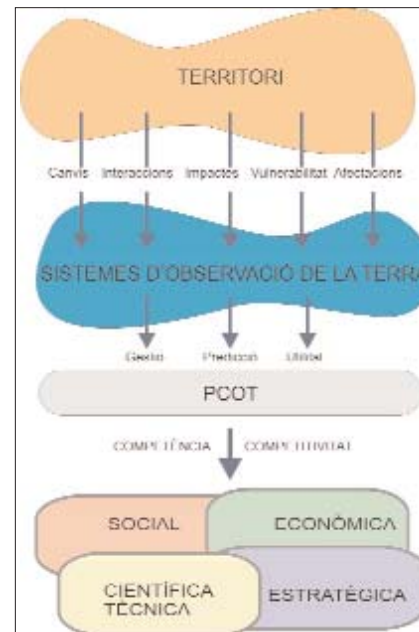 TERRITORI
Canvis Interaccions Impactes Vulnerabilitat Afectacions
SISTEMES D'OBSERVACIÓ DE LA TERRA
Gestió Predicció Utilitat
PCOT
COMPETÈNCIA COMPETITIVITAT
SOCIAL ECONÒMICA
CIENTÍFICA
TÈCNICA
ESTRATÈGICA